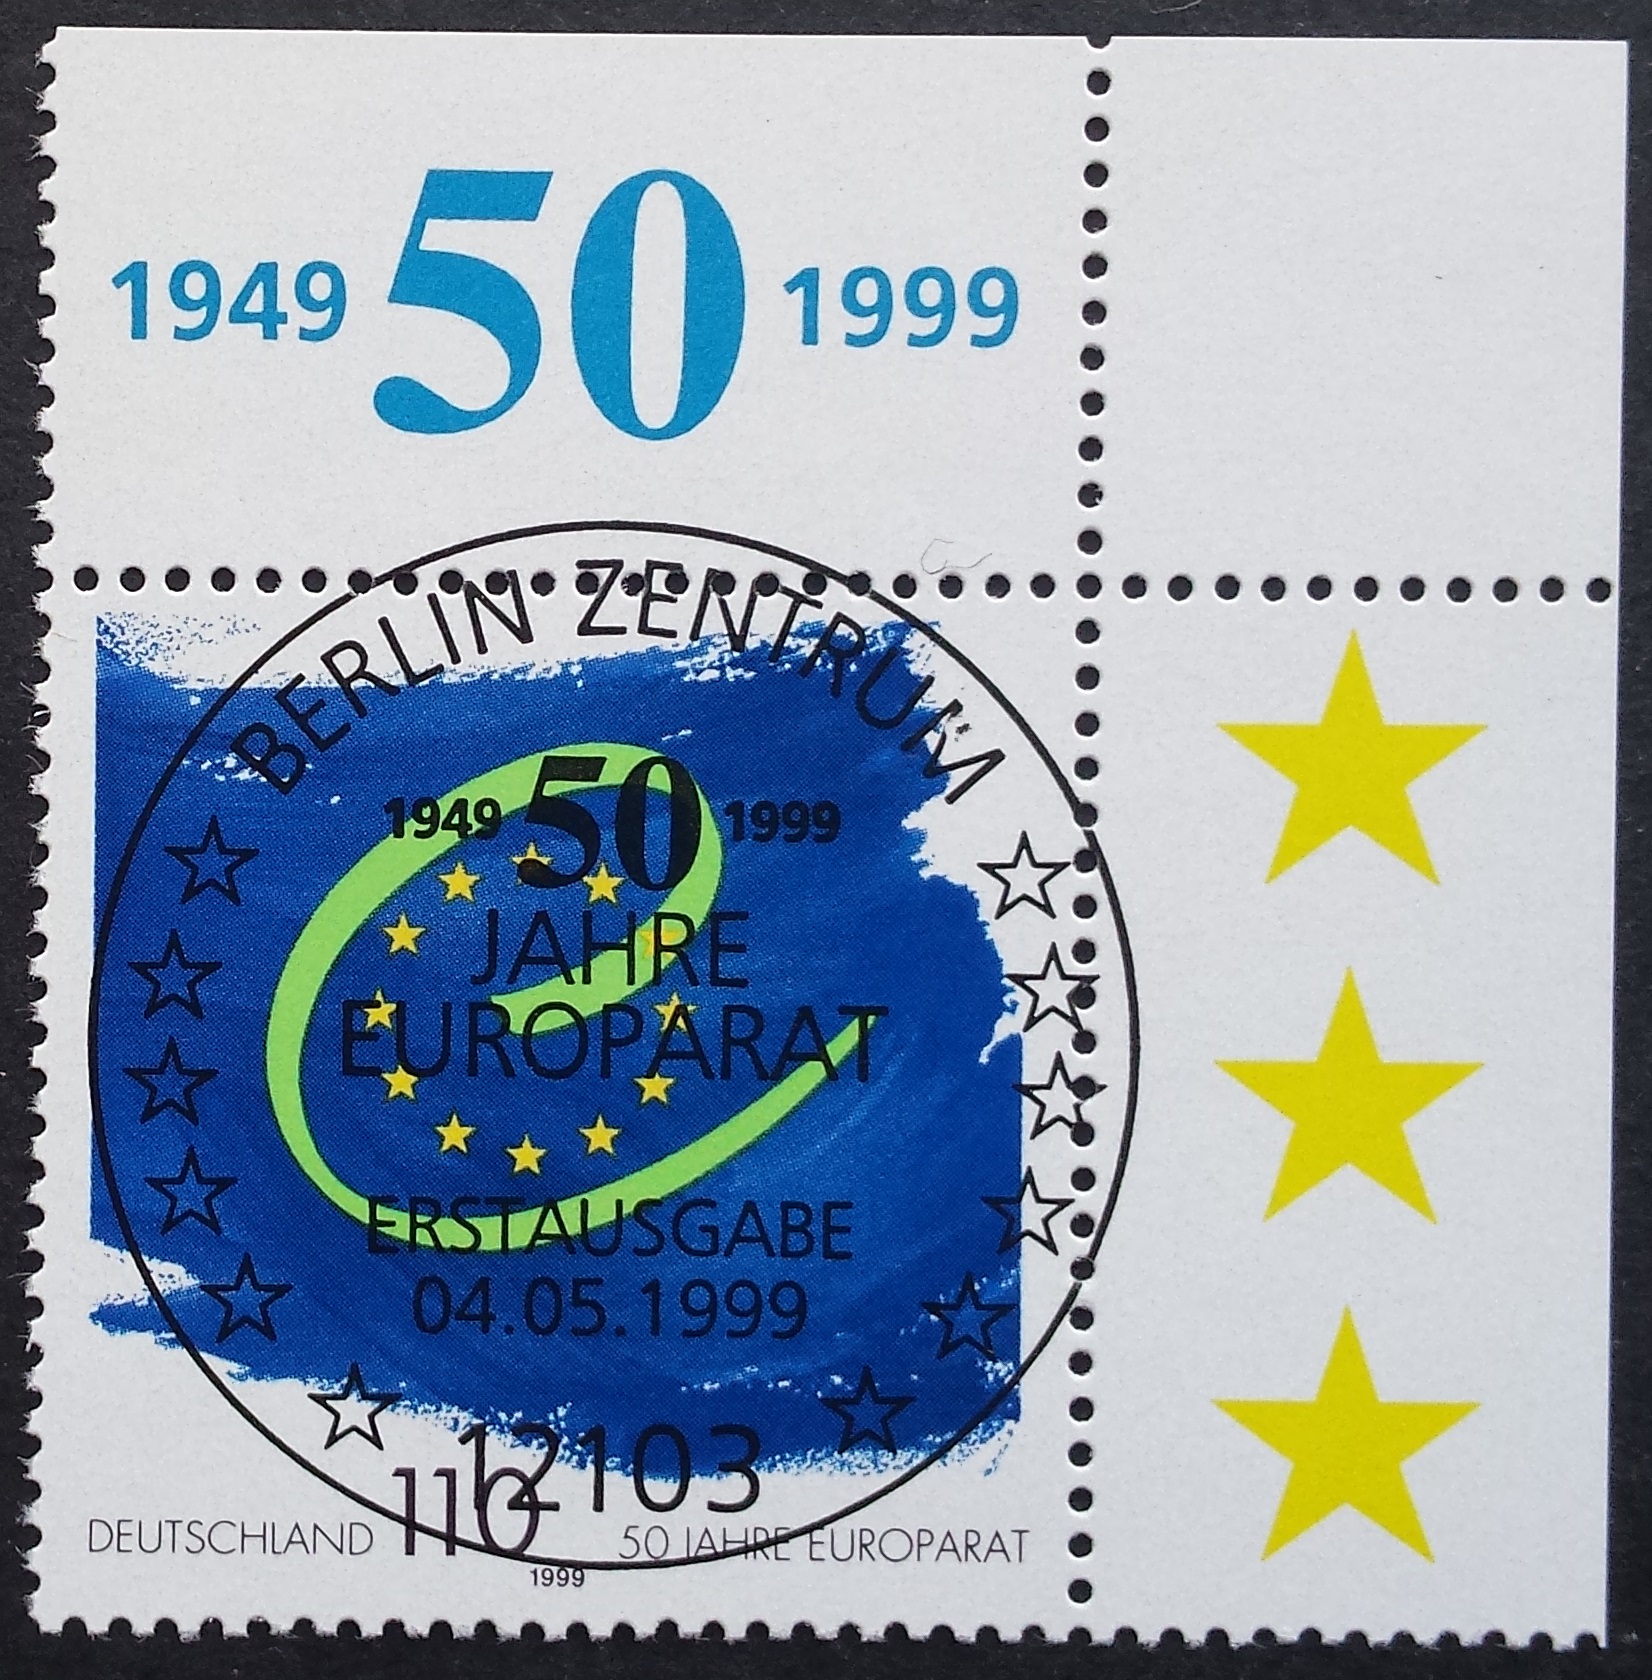 1949 50 1999
BERLIN ZENTRUM
1949 50 1999
JAHRE
EUROPARAT
ERSTAUSGABE
04.05.1999
12103
DEUTSCHLAND 110 50 JAHRE EUROPARAT
1999